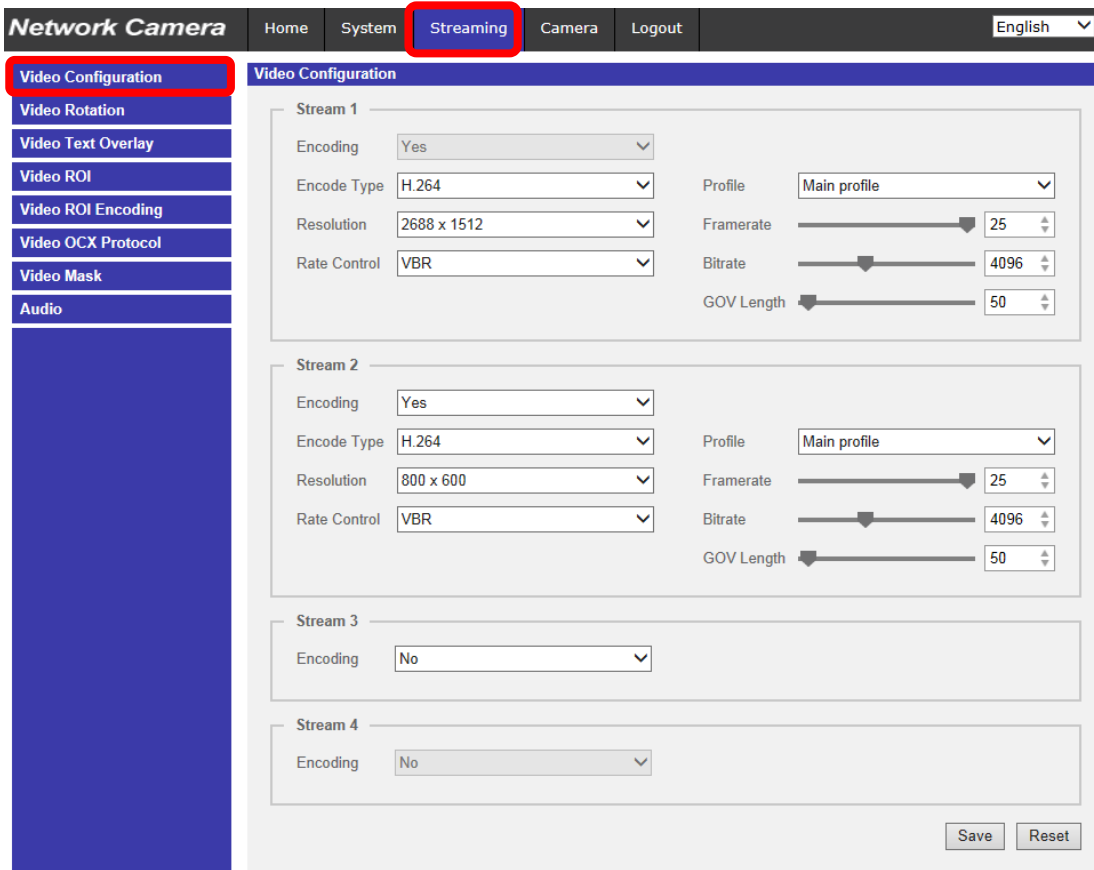 Network Camera Home System Streaming Camera Logout English
Video Configuration
Video Rotation
Video Text Overlay
Video ROI
Video ROI Encoding
Video OCX Protocol
Video Mask
Audio
Video Configuration
Stream 1
Encoding Yes
Encode Type H.264 Profile Main profile
Resolution 2688 x 1512 Framerate 25
Rate Control VBR Bitrate 4096
GOV Length 50
Stream 2
Encoding Yes
Encode Type H.264 Profile Main profile
Resolution 800 x 600 Framerate 25
Rate Control VBR Bitrate 4096
GOV Length 50
Stream 3
Encoding No
Stream 4
Encoding No
Save Reset